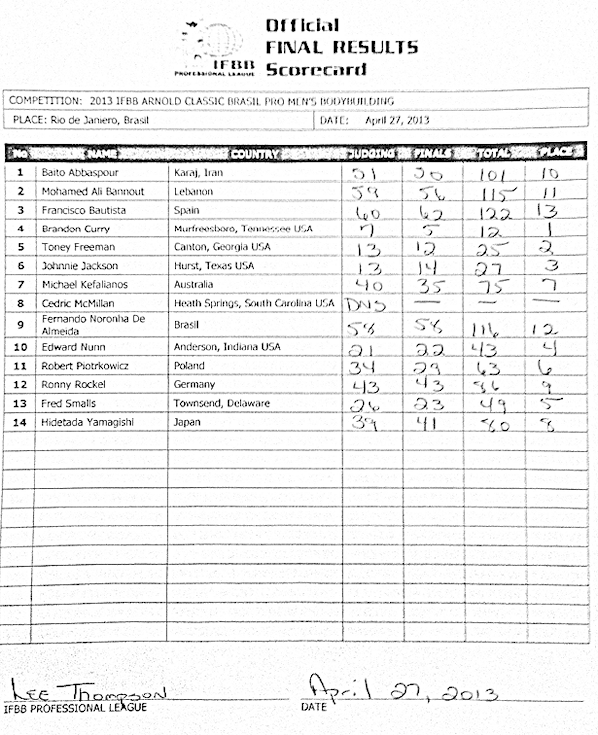 Official
FINAL RESULTS
Scorecard
IFBB
PROFESSIONAL LEAGUE
COMPETITION: 2013 IFBB ARNOLD CLASSIC BRASIL PRO MEN'S BODYBUILDING
PLACE: Rio de Janiero, Brasil DATE: April 27, 2013
NO NAME COUNTRY JUDGING FINALS TOTAL PLACE
1 Baito Abbaspour Karaj, Iran 51 50 101 10
2 Mohamed Ali Bannout Lebanon 59 56 115 11
3 Francisco Bautista Spain 60 62 122 13
4 Brandon Curry Murfreesboro, Tennessee USA 7 5 12 1
5 Toney Freeman Canton, Georgia USA 13 12 25 2
6 Johnnie Jackson Hurst, Texas USA 13 14 27 3
7 Michael Kefalianos Australia 40 35 75 7
8 Cedric McMillan Heath Springs, South Carolina USA DNS — — —
9 Fernando Noronha De
Almeida Brasil 58 58 116 12
10 Edward Nunn Anderson, Indiana USA 21 22 43 4
11 Robert Piotrkowicz Poland 34 29 63 6
12 Ronny Rockel Germany 43 43 86 9
13 Fred Smalls Townsend, Delaware 26 23 49 5
14 Hidetada Yamagishi Japan 39 41 80 8
Lee Thompson April 27, 2013
IFBB PROFESSIONAL LEAGUE DATE